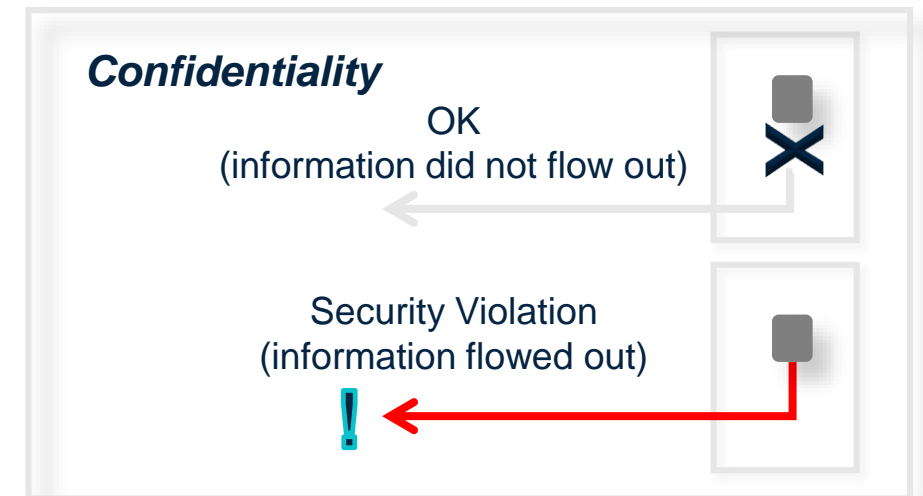 Confidentiality
OK
(information did not flow out)
Security Violation
(information flowed out)
!